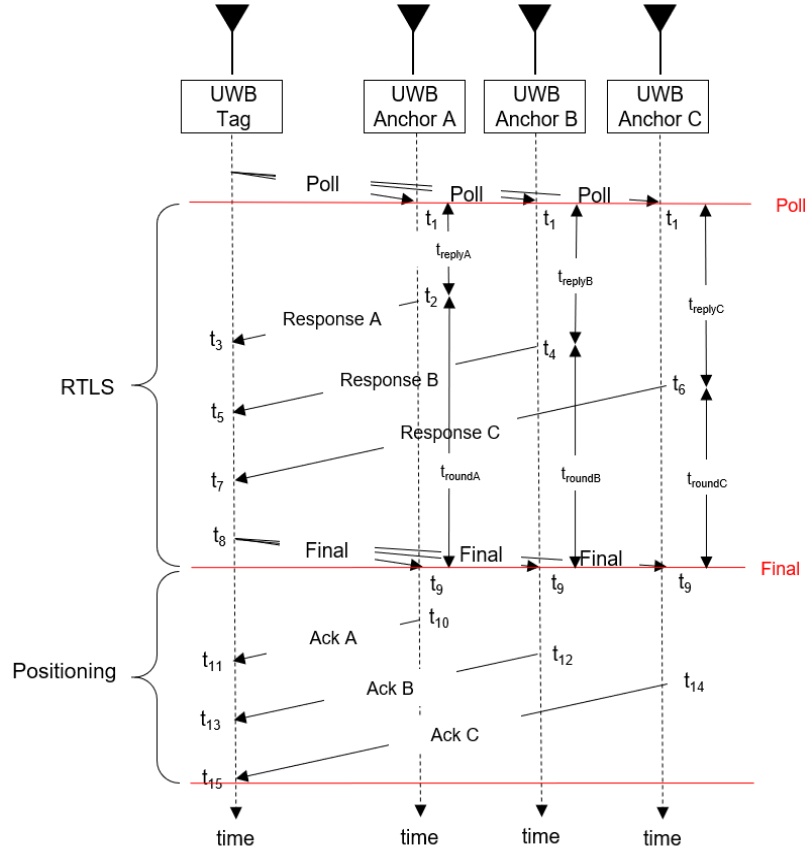 UWB
Tag
UWB
Anchor A
UWB
Anchor B
UWB
Anchor C
Poll
Poll
Poll
Poll
t1
t1
t1
treplyA
treplyB
treplyC
t2
Response A
t3
t4
Response B
t5
t6
Response C
t7
RTLS
troundA
troundB
troundC
t8
Final
Final
Final
Final
t9
t9
t9
t10
Ack A
t11
t12
Positioning
Ack B
t13
t14
Ack C
t15
time
time
time
time